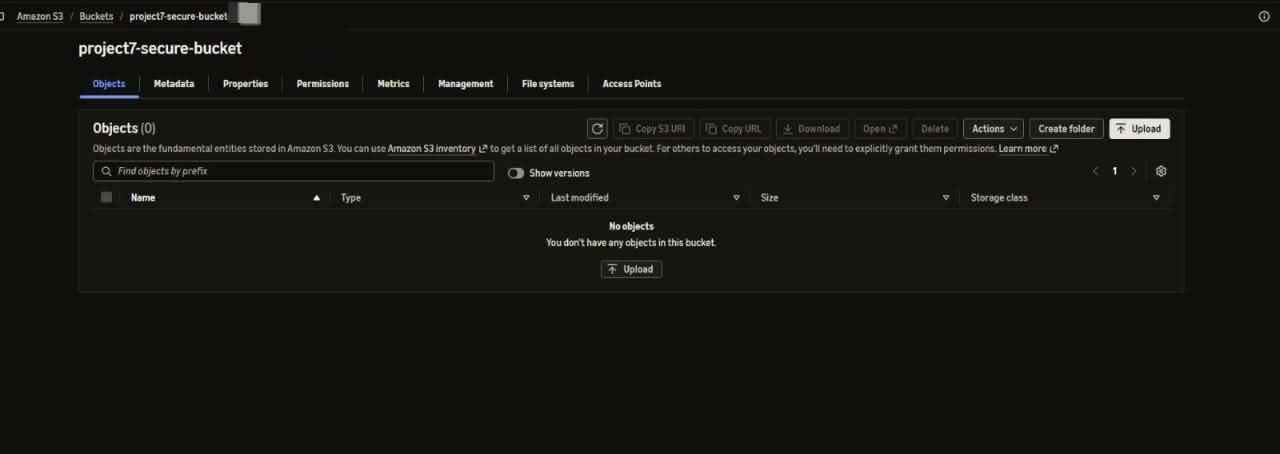 Amazon S3 / Buckets / project7-secure-bucket
project7-secure-bucket
Objects Metadata Properties Permissions Metrics Management File systems Access Points
Objects (0) Copy S3 URI Copy URL Download Open Delete Actions Create folder Upload
Objects are the fundamental entities stored in Amazon S3. You can use Amazon S3 inventory to get a list of all objects in your bucket. For others to access your objects, you'll need to explicitly grant them permissions. Learn more
Find objects by prefix Show versions 1
Name Type Last modified Size Storage class
No objects
You don't have any objects in this bucket.
Upload